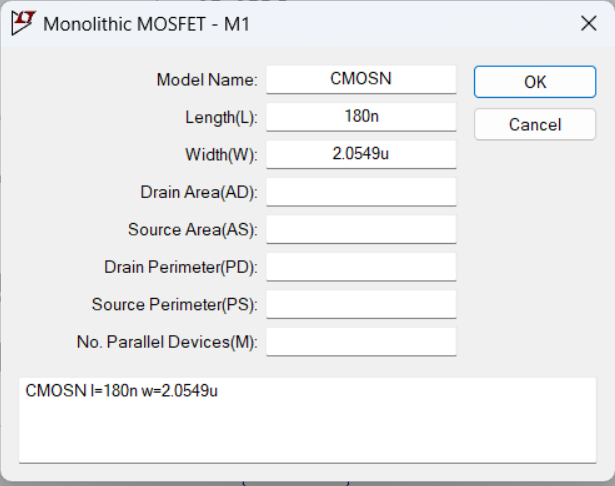 Monolithic MOSFET - M1
Model Name: CMOSN OK
Length(L): 180n Cancel
Width(W): 2.0549u
Drain Area(AD):
Source Area(AS):
Drain Perimeter(PD):
Source Perimeter(PS):
No. Parallel Devices(M):
CMOSN l=180n w=2.0549u